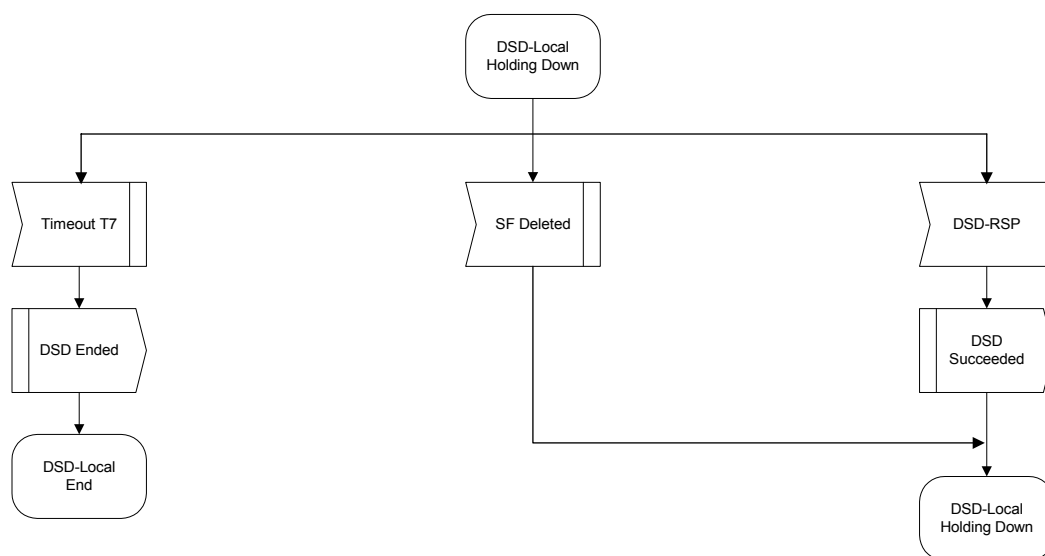 DSD-Local
Holding Down
Timeout T7
SF Deleted
DSD-RSP
DSD Ended
DSD
Succeeded
DSD-Local
End
DSD-Local
Holding Down